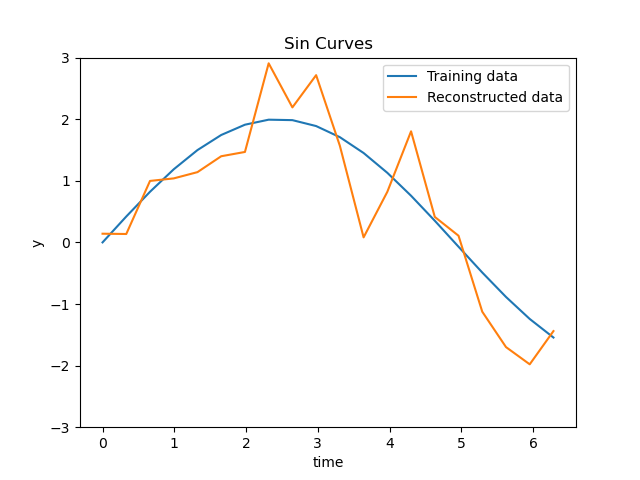 Sin Curves
Training data
Reconstructed data
3
2
1
0
−1
−2
−3
y
0 1 2 3 4 5 6
time